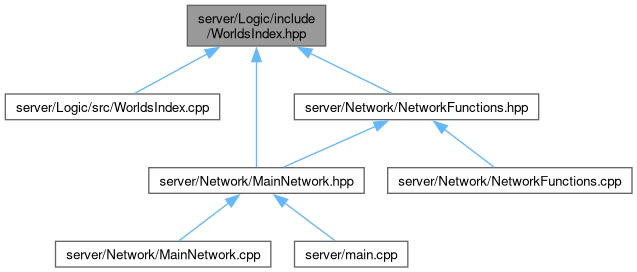 server/Logic/include
/WorldsIndex.hpp
server/Logic/src/WorldsIndex.cpp
server/Network/NetworkFunctions.hpp
server/Network/MainNetwork.hpp
server/Network/NetworkFunctions.cpp
server/Network/MainNetwork.cpp
server/main.cpp